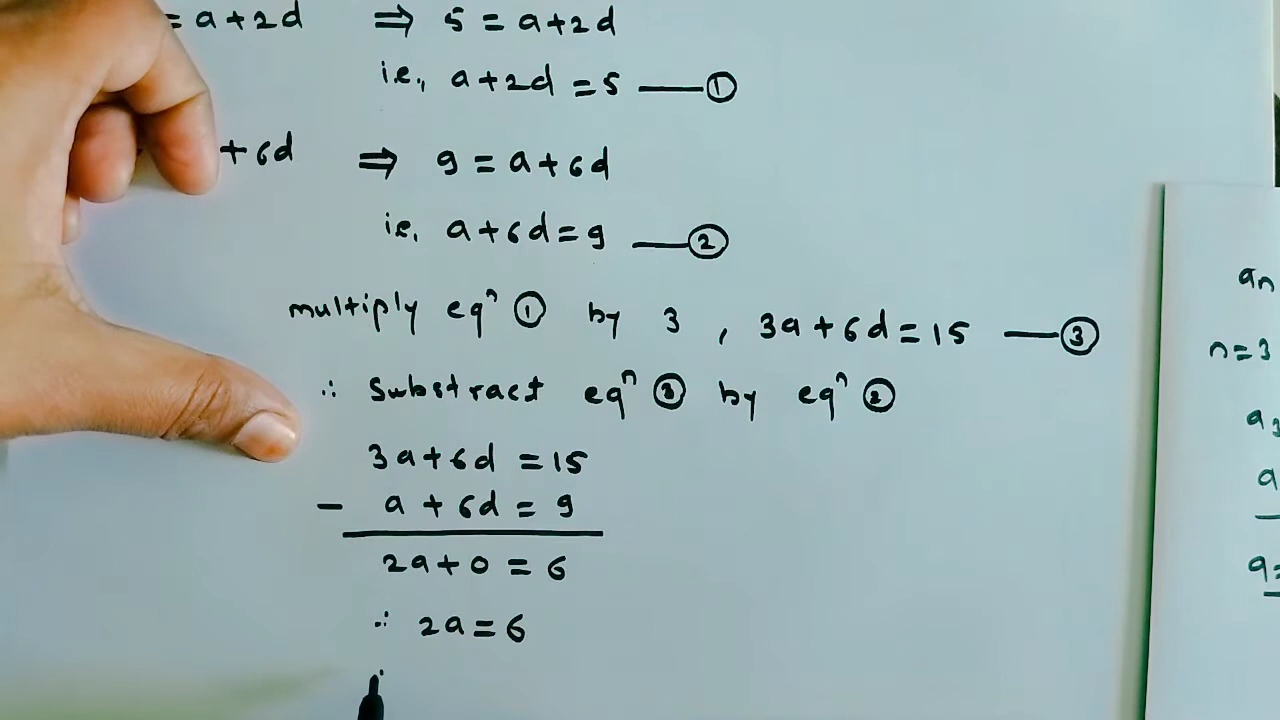 = a+2d ⇒ 5 = a+2d
i.e., a+2d = 5 —— ①
+6d ⇒ 9 = a+6d
i.e. a+6d = 9 —— ②
multiply eqⁿ ① by 3 , 3a+6d = 15 —— ③
∴ Substract eqⁿ ③ by eqⁿ ②
3a+6d = 15
− a + 6d = 9
2a+0 = 6
∴ 2a = 6
an
n=3
a3
a
a=